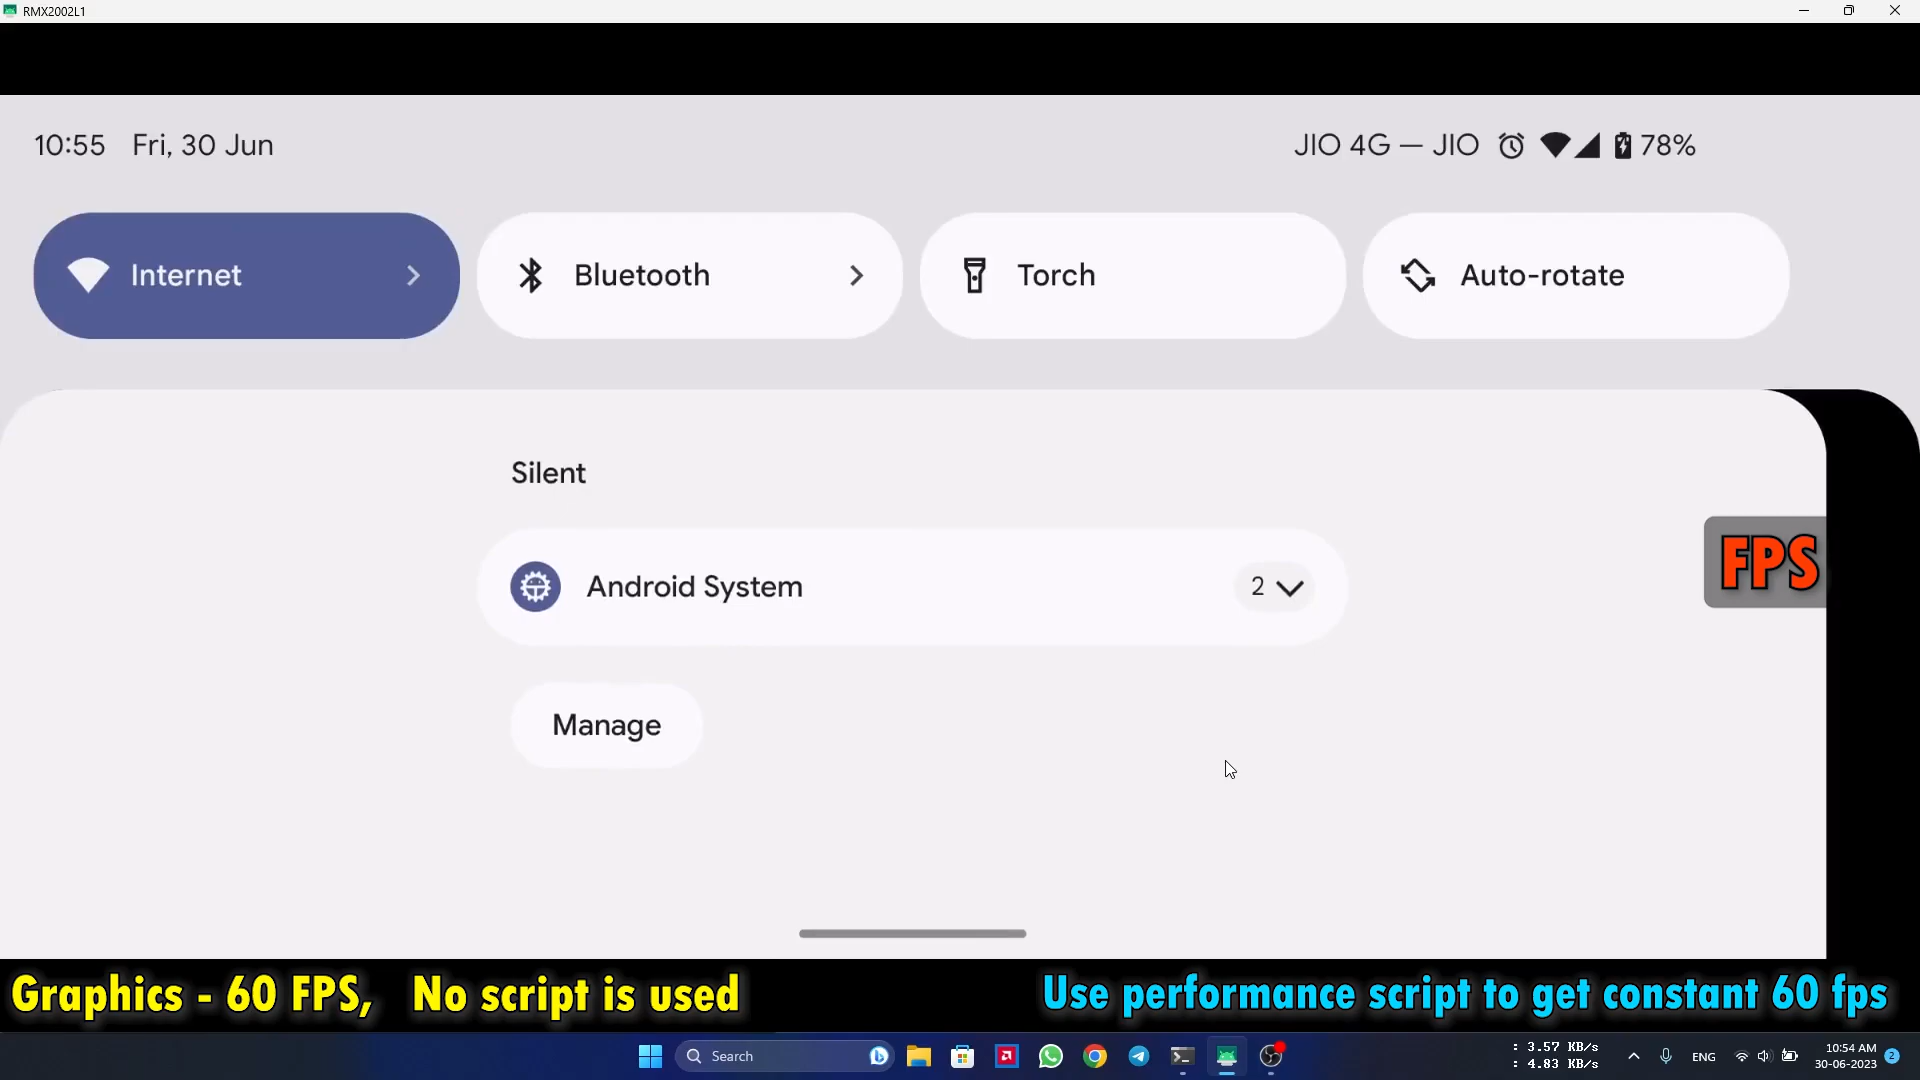 RMX2002L1
10:55 Fri, 30 Jun
JIO 4G — JIO 78%
Internet
Bluetooth
Torch
Auto-rotate
Silent
Android System
2
FPS
Manage
Graphics - 60 FPS, No script is used
Use performance script to get constant 60 fps
Search
: 3.57 KB/s
: 4.83 KB/s
ENG
10:54 AM
30-06-2023
2